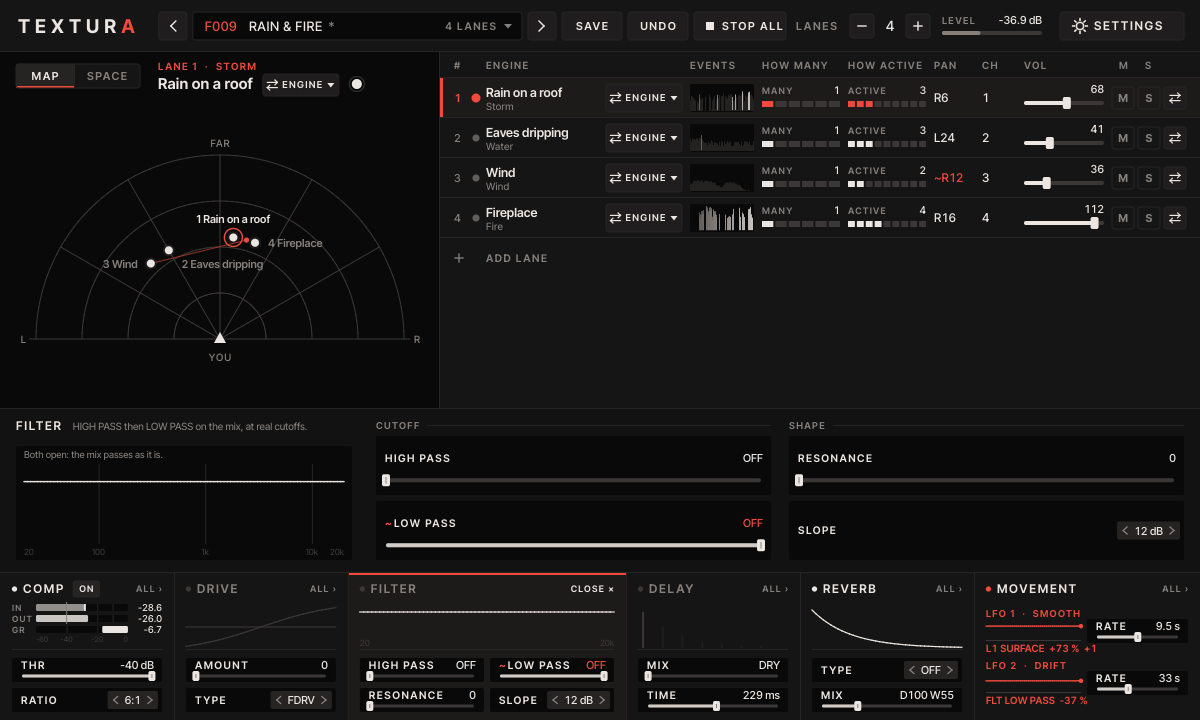 TEXTURA
F009 RAIN & FIRE * 4 LANES
SAVE
UNDO
STOP ALL
LANES
4
LEVEL -36.9 dB
SETTINGS
MAP
SPACE
LANE 1 · STORM
Rain on a roof
ENGINE
FAR
1 Rain on a roof
4 Fireplace
3 Wind
2 Eaves dripping
L
R
YOU
# ENGINE EVENTS HOW MANY HOW ACTIVE PAN CH VOL M S
1 Rain on a roof Storm ENGINE MANY 1 ACTIVE 3 R6 1 68 M S
2 Eaves dripping Water ENGINE MANY 1 ACTIVE 3 L24 2 41 M S
3 Wind Wind ENGINE MANY 1 ACTIVE 2 ~R12 3 36 M S
4 Fireplace Fire ENGINE MANY 1 ACTIVE 4 R16 4 112 M S
+ ADD LANE
FILTER HIGH PASS then LOW PASS on the mix, at real cutoffs.
Both open: the mix passes as it is.
20 100 1k 10k 20k
CUTOFF
HIGH PASS OFF
~LOW PASS OFF
SHAPE
RESONANCE 0
SLOPE < 12 dB >
COMP ON ALL ›
IN -28.6
OUT -26.0
GR -6.7
-60 -40 -20 0
THR -40 dB
RATIO < 6:1 >
DRIVE ALL ›
AMOUNT 0
TYPE < FDRV >
FILTER CLOSE ×
20 20k
HIGH PASS OFF
~LOW PASS OFF
RESONANCE 0
SLOPE < 12 dB >
DELAY ALL ›
MIX DRY
TIME 229 ms
REVERB ALL ›
TYPE < OFF >
MIX D100 W55
MOVEMENT ALL ›
LFO 1 · SMOOTH
RATE 9.5 s
L1 SURFACE +73 % +1
LFO 2 · DRIFT
RATE 33 s
FLT LOW PASS -37 %